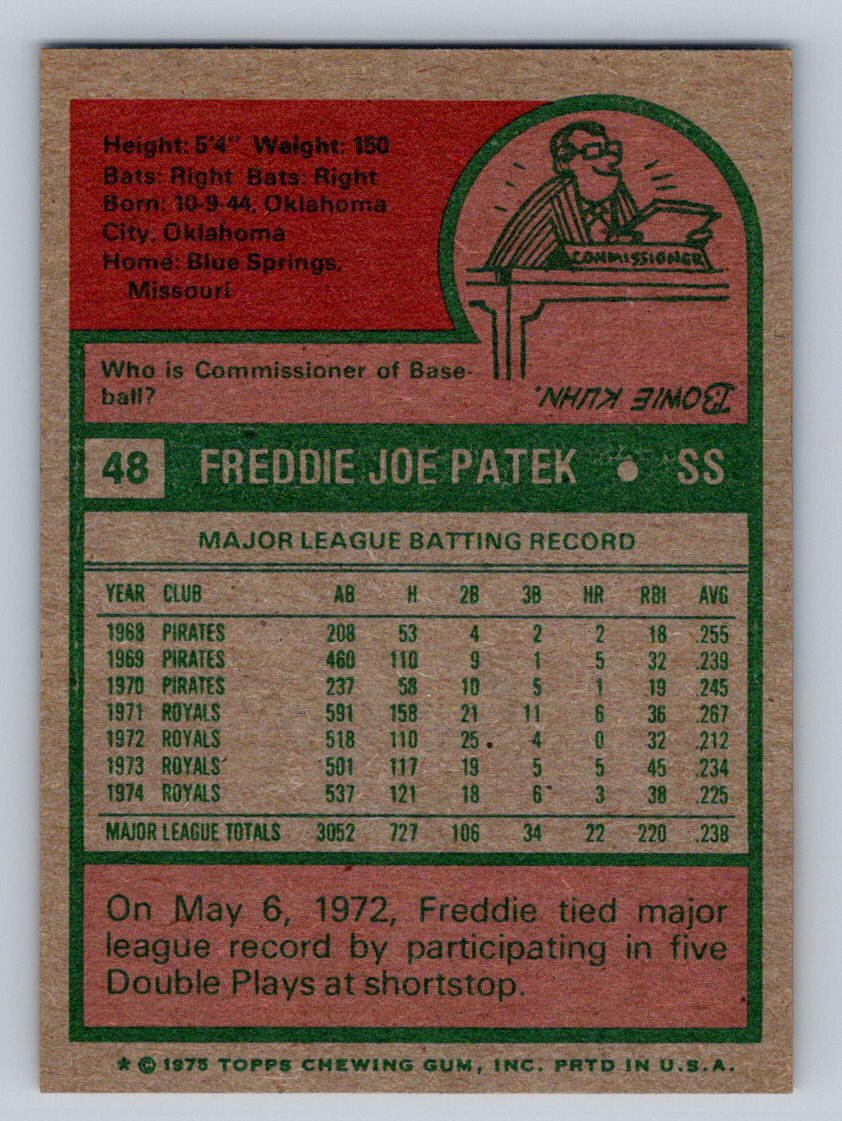 Height: 5'4" Weight: 150
Bats: Right Bats: Right
Born: 10-9-44, Oklahoma
City, Oklahoma
Home: Blue Springs,
Missouri
COMMISSIONER
Who is Commissioner of Base-
ball?
BOWIE KUHN.
48 FREDDIE JOE PATEK • SS
MAJOR LEAGUE BATTING RECORD
YEAR CLUB AB H 2B 3B HR RBI AVG
1968 PIRATES 208 53 4 2 2 18 .255
1969 PIRATES 460 110 9 1 5 32 .239
1970 PIRATES 237 58 10 5 1 19 .245
1971 ROYALS 591 158 21 11 6 36 .267
1972 ROYALS 518 110 25 4 0 32 .212
1973 ROYALS 501 117 19 5 5 45 .234
1974 ROYALS 537 121 18 6 3 38 .225
MAJOR LEAGUE TOTALS 3052 727 106 34 22 220 .238
On May 6, 1972, Freddie tied major
league record by participating in five
Double Plays at shortstop.
* © 1975 TOPPS CHEWING GUM, INC. PRTD IN U.S.A.